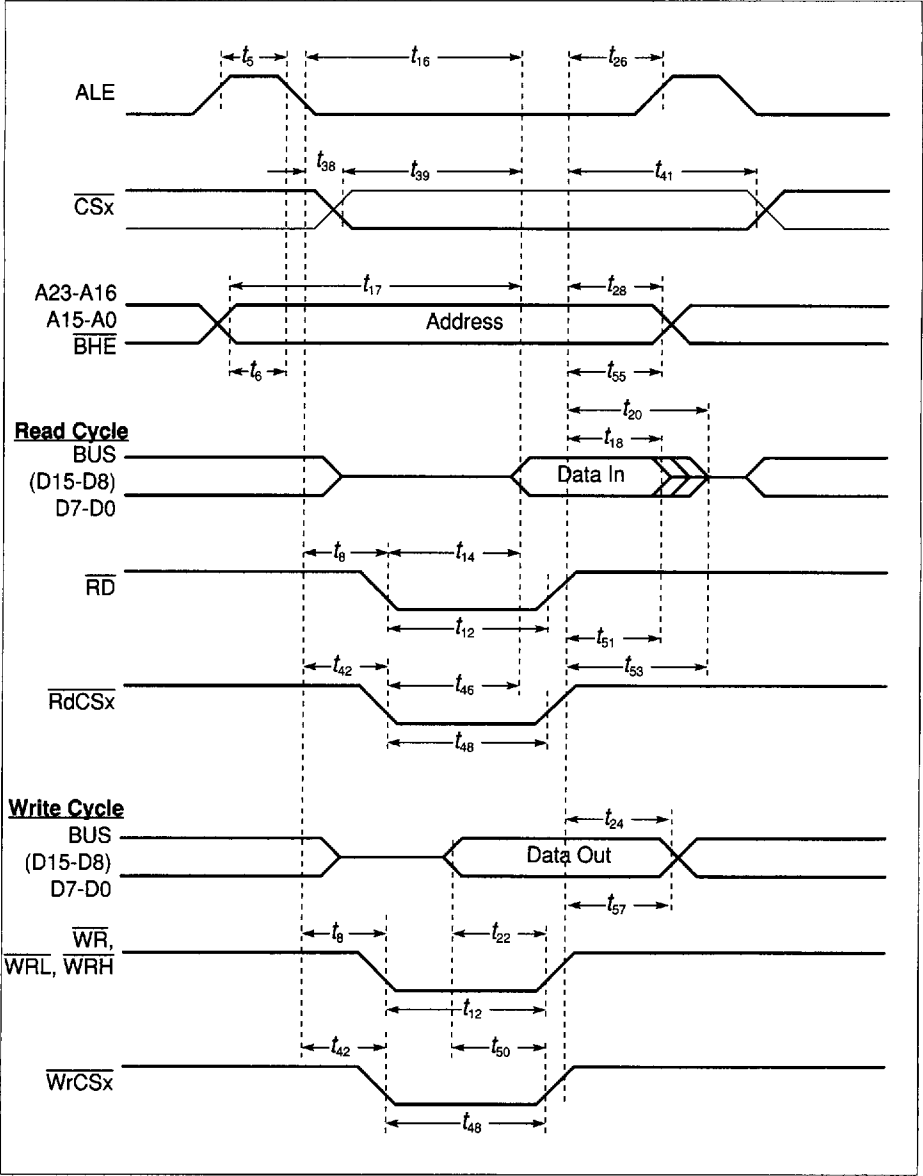 t5 t16 t26
ALE
t38 t39 t41
CSx
t17 t28
A23-A16
A15-A0
BHE
Address
t6 t55
t20
Read Cycle
t18
BUS
(D15-D8)
D7-D0
Data In
t8 t14
RD
t12 t51
t42 t46 t53
RdCSx
t48
Write Cycle
t24
BUS
(D15-D8)
D7-D0
Data Out
t57
t8 t22
WR,
WRL, WRH
t12
t42 t50
WrCSx
t48